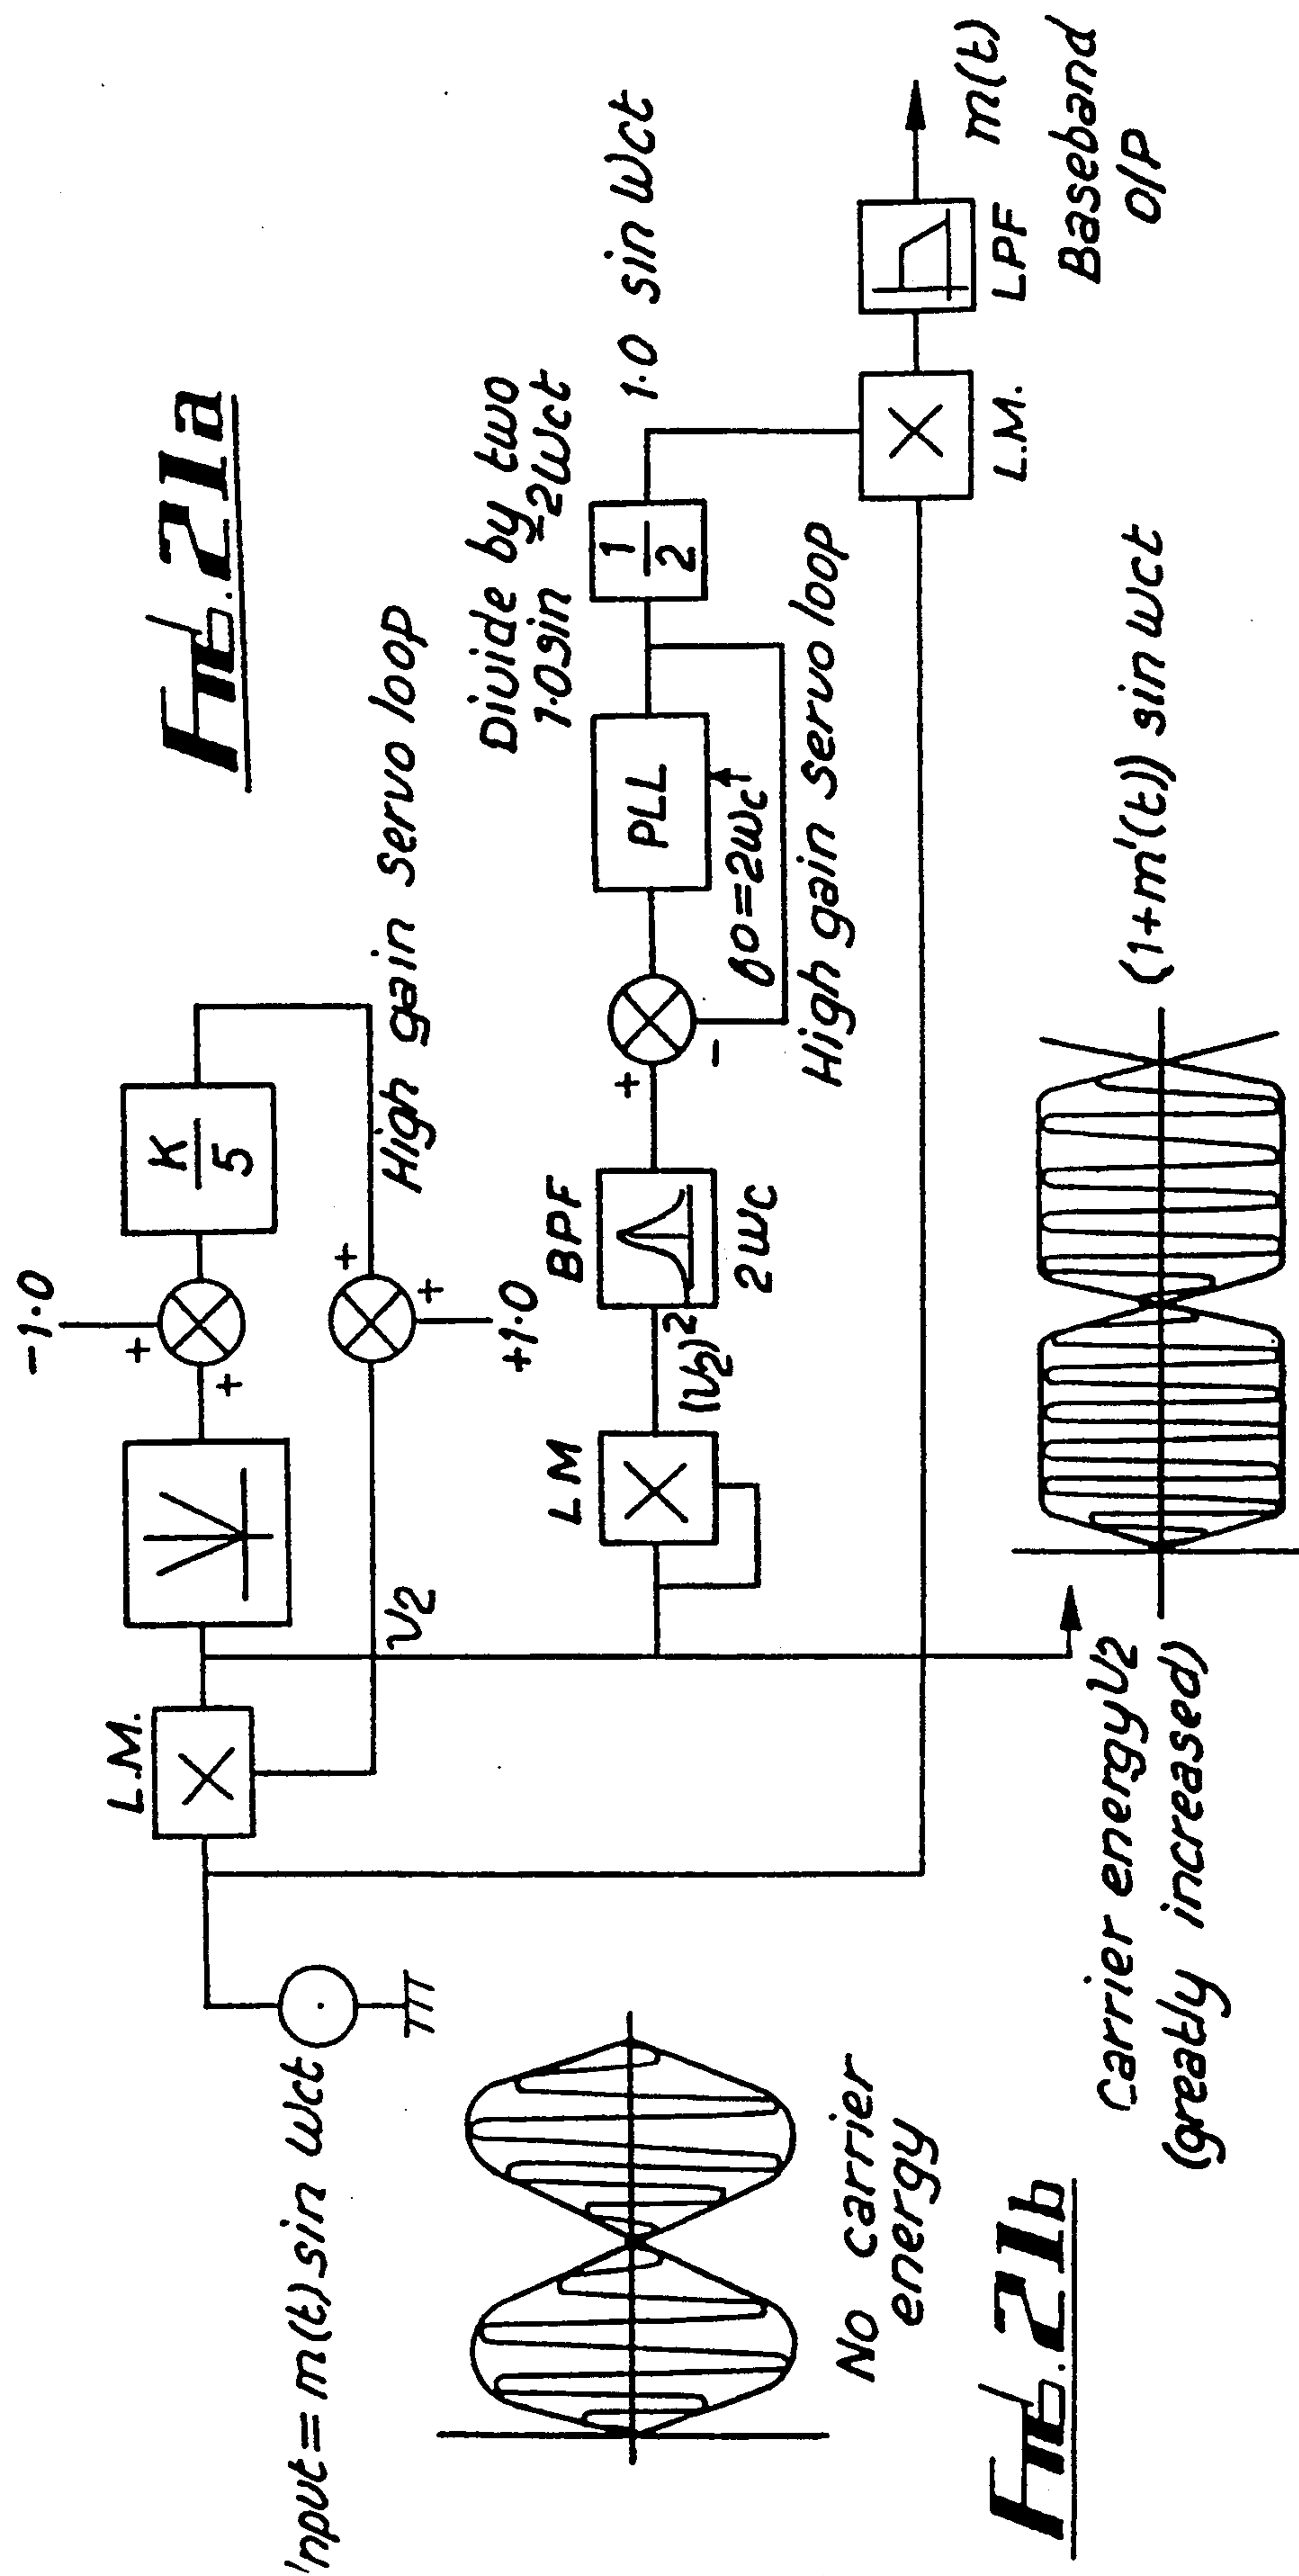 Fig. 21a
-1.0
+
+
K
5
L.M.
+
+
+1.0
High gain servo loop
V2
Input = m(t) sin wct
Divide by two
1.0 sin 2wct
1.0 sin wct
LM
(V2)²
BPF
2wc
+
-
PLL
1
2
High gain servo loop
L.M.
LPF
m(t)
Baseband
O/P
No carrier
energy
Carrier energy V2
(greatly increased)
(1+m'(t)) sin wct
Fig. 21b